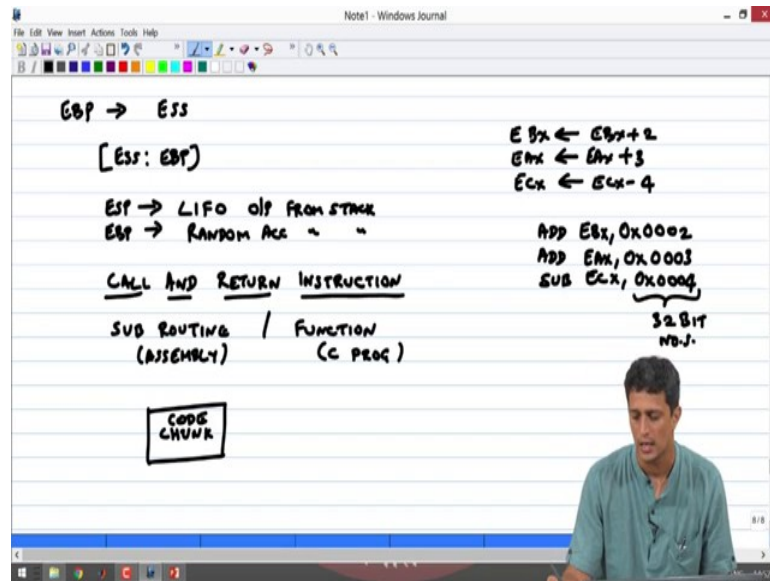 Note1 - Windows Journal
File Edit View Insert Actions Tools Help
B I
EBP → ESS
[ESS: EBP]
ESP → LIFO O/P FROM STACK
EBP → RANDOM ACC " "
CALL AND RETURN INSTRUCTION
SUB ROUTING / FUNCTION
(ASSEMBLY) (C PROG)
CODE
CHUNK
EBX ← EBX+2
EAX ← EAX+3
ECX ← ECX-4
ADD EBX, 0x0002
ADD EAX, 0x0003
SUB ECX, 0x0004
32 BIT
NO.S.
8/8